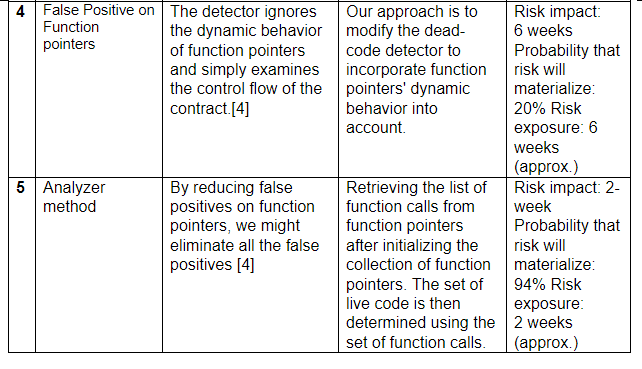 4
False Positive on
Function
pointers
The detector ignores
the dynamic behavior
of function pointers
and simply examines
the control flow of the
contract.[4]
Our approach is to
modify the dead-
code detector to
incorporate function
pointers' dynamic
behavior into
account.
Risk impact:
6 weeks
Probability that
risk will
materialize:
20% Risk
exposure: 6
weeks
(approx.)
5
Analyzer
method
By reducing false
positives on function
pointers, we might
eliminate all the false
positives [4]
Retrieving the list of
function calls from
function pointers
after initializing the
collection of function
pointers. The set of
live code is then
determined using the
set of function calls.
Risk impact: 2-
week
Probability that
risk will
materialize:
94% Risk
exposure:
2 weeks
(approx.)